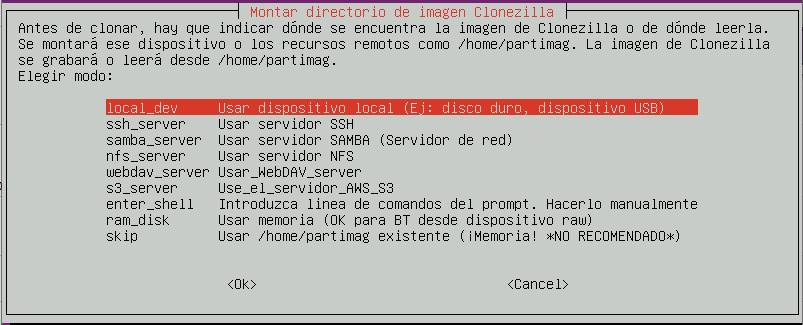 Montar directorio de imagen Clonezilla
Antes de clonar, hay que indicar dónde se encuentra la imagen de Clonezilla o de dónde leerla.
Se montará ese dispositivo o los recursos remotos como /home/partimag. La imagen de Clonezilla
se grabará o leerá desde /home/partimag.
Elegir modo:
local_dev Usar dispositivo local (Ej: disco duro, dispositivo USB)
ssh_server Usar servidor SSH
samba_server Usar servidor SAMBA (Servidor de red)
nfs_server Usar servidor NFS
webdav_server Usar_WebDAV_server
s3_server Use_el_servidor_AWS_S3
enter_shell Introduzca linea de comandos del prompt. Hacerlo manualmente
ram_disk Usar memoria (OK para BT desde dispositivo raw)
skip Usar /home/partimag existente (¡Memoria! *NO RECOMENDADO*)
<Ok> <Cancel>